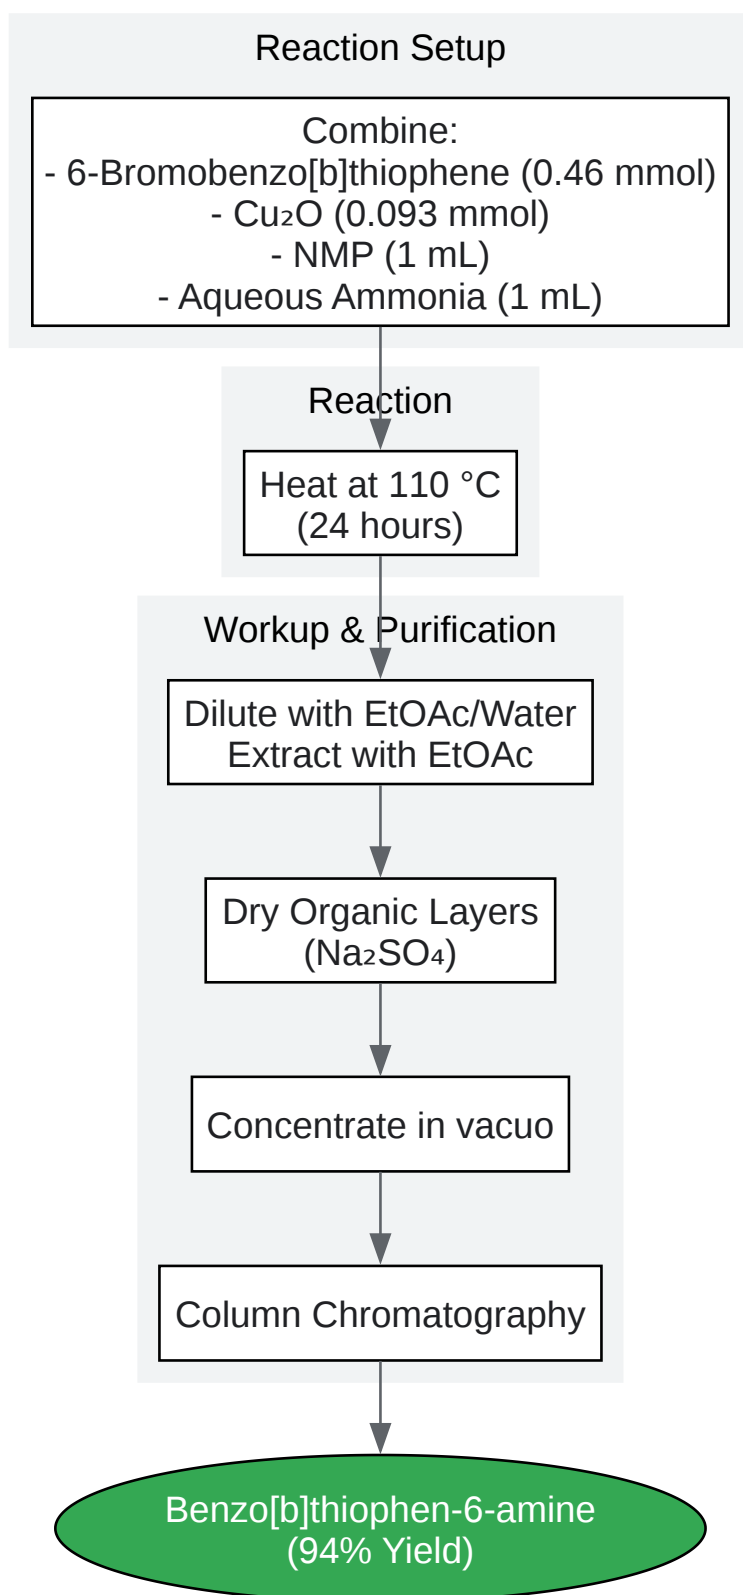 Reaction Setup
Combine:
- 6-Bromobenzo[b]thiophene (0.46 mmol)
- Cu₂O (0.093 mmol)
- NMP (1 mL)
- Aqueous Ammonia (1 mL)
Reaction
Heat at 110 °C
(24 hours)
Workup & Purification
Dilute with EtOAc/Water
Extract with EtOAc
Dry Organic Layers
(Na₂SO₄)
Concentrate in vacuo
Column Chromatography
Benzo[b]thiophen-6-amine
(94% Yield)